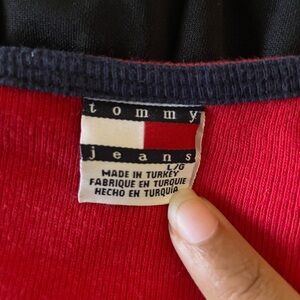 tommy
jeans
L/G
MADE IN TURKEY
FABRIQUE EN TURQUIE
HECHO EN TURQUIA